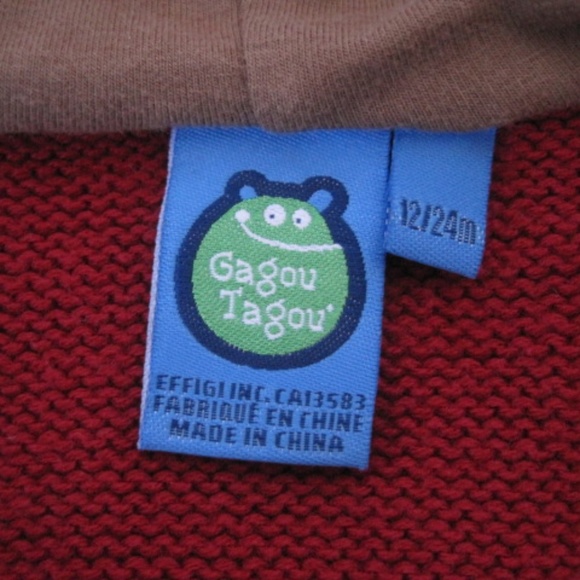 Gagou
Tagou
12/24m
EFFIGI INC. CA13583
FABRIQUÉ EN CHINE
MADE IN CHINA